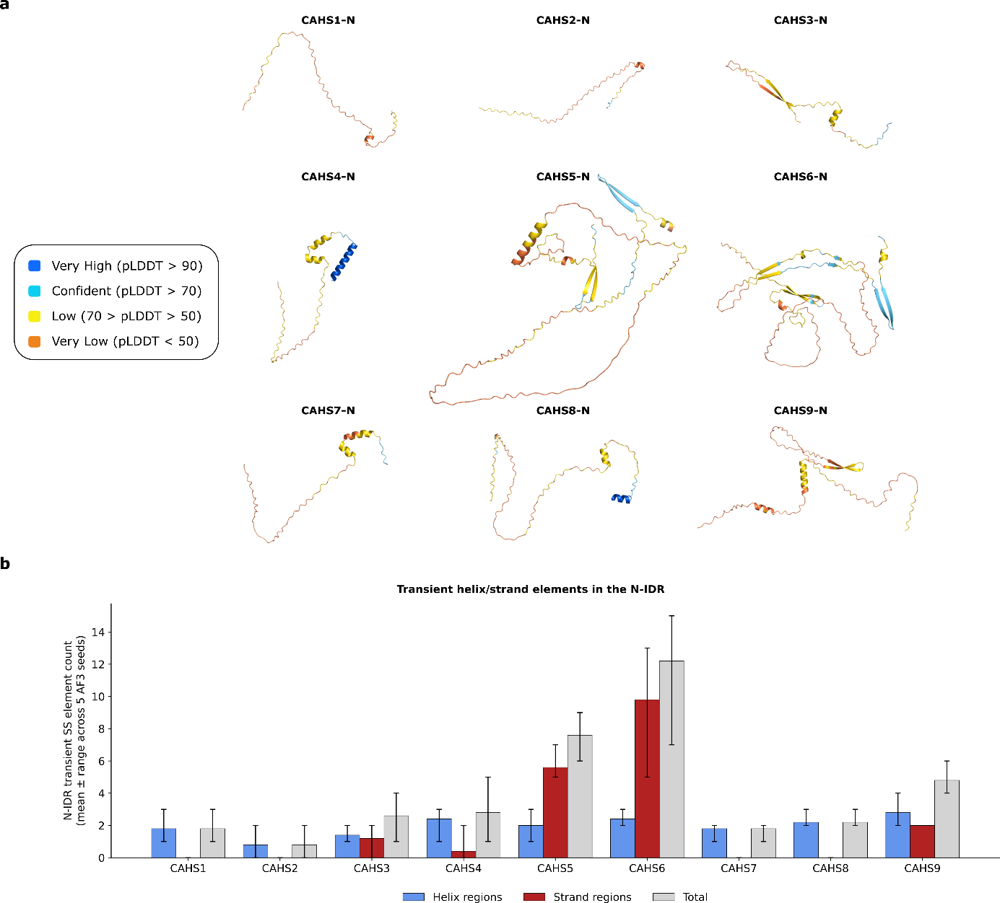 a
CAHS1-N
CAHS2-N
CAHS3-N
CAHS4-N
CAHS5-N
CAHS6-N
Very High (pLDDT > 90)
Confident (pLDDT > 70)
Low (70 > pLDDT > 50)
Very Low (pLDDT < 50)
CAHS7-N
CAHS8-N
CAHS9-N
b
Transient helix/strand elements in the N-IDR
N-IDR transient SS element count
(mean ± range across 5 AF3 seeds)
14
12
10
8
6
4
2
0
CAHS1
CAHS2
CAHS3
CAHS4
CAHS5
CAHS6
CAHS7
CAHS8
CAHS9
Helix regions
Strand regions
Total